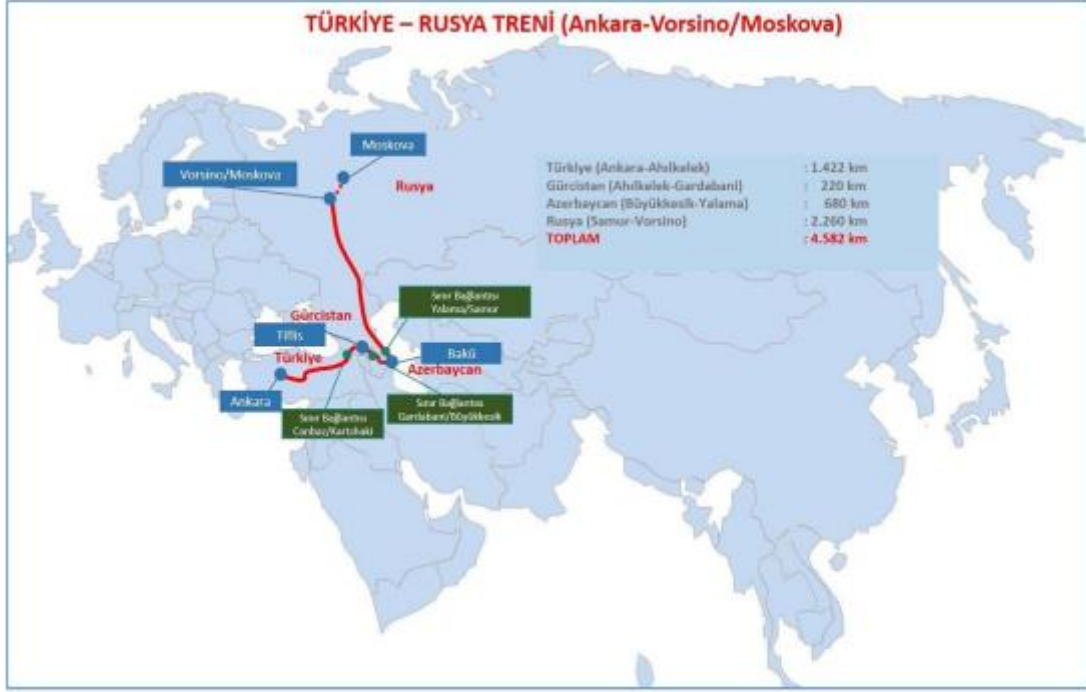 TÜRKİYE – RUSYA TRENİ (Ankara-Vorsino/Moskova)
Moskova
Vorsino/Moskova
Rusya
Türkiye (Ankara-Ahılkelek) : 1.422 km
Gürcistan (Ahılkelek-Gardabani) : 220 km
Azerbaycan (Büyükkesik-Yalama) : 680 km
Rusya (Samur-Vorsino) : 2.260 km
TOPLAM : 4.582 km
Sınır Bağlantısı
Yalama/Samur
Gürcistan
Tiflis
Türkiye
Bakü
Azerbaycan
Ankara
Sınır Bağlantısı
Gardabani/Büyükkesik
Sınır Bağlantısı
Canbaz/Kartshaki